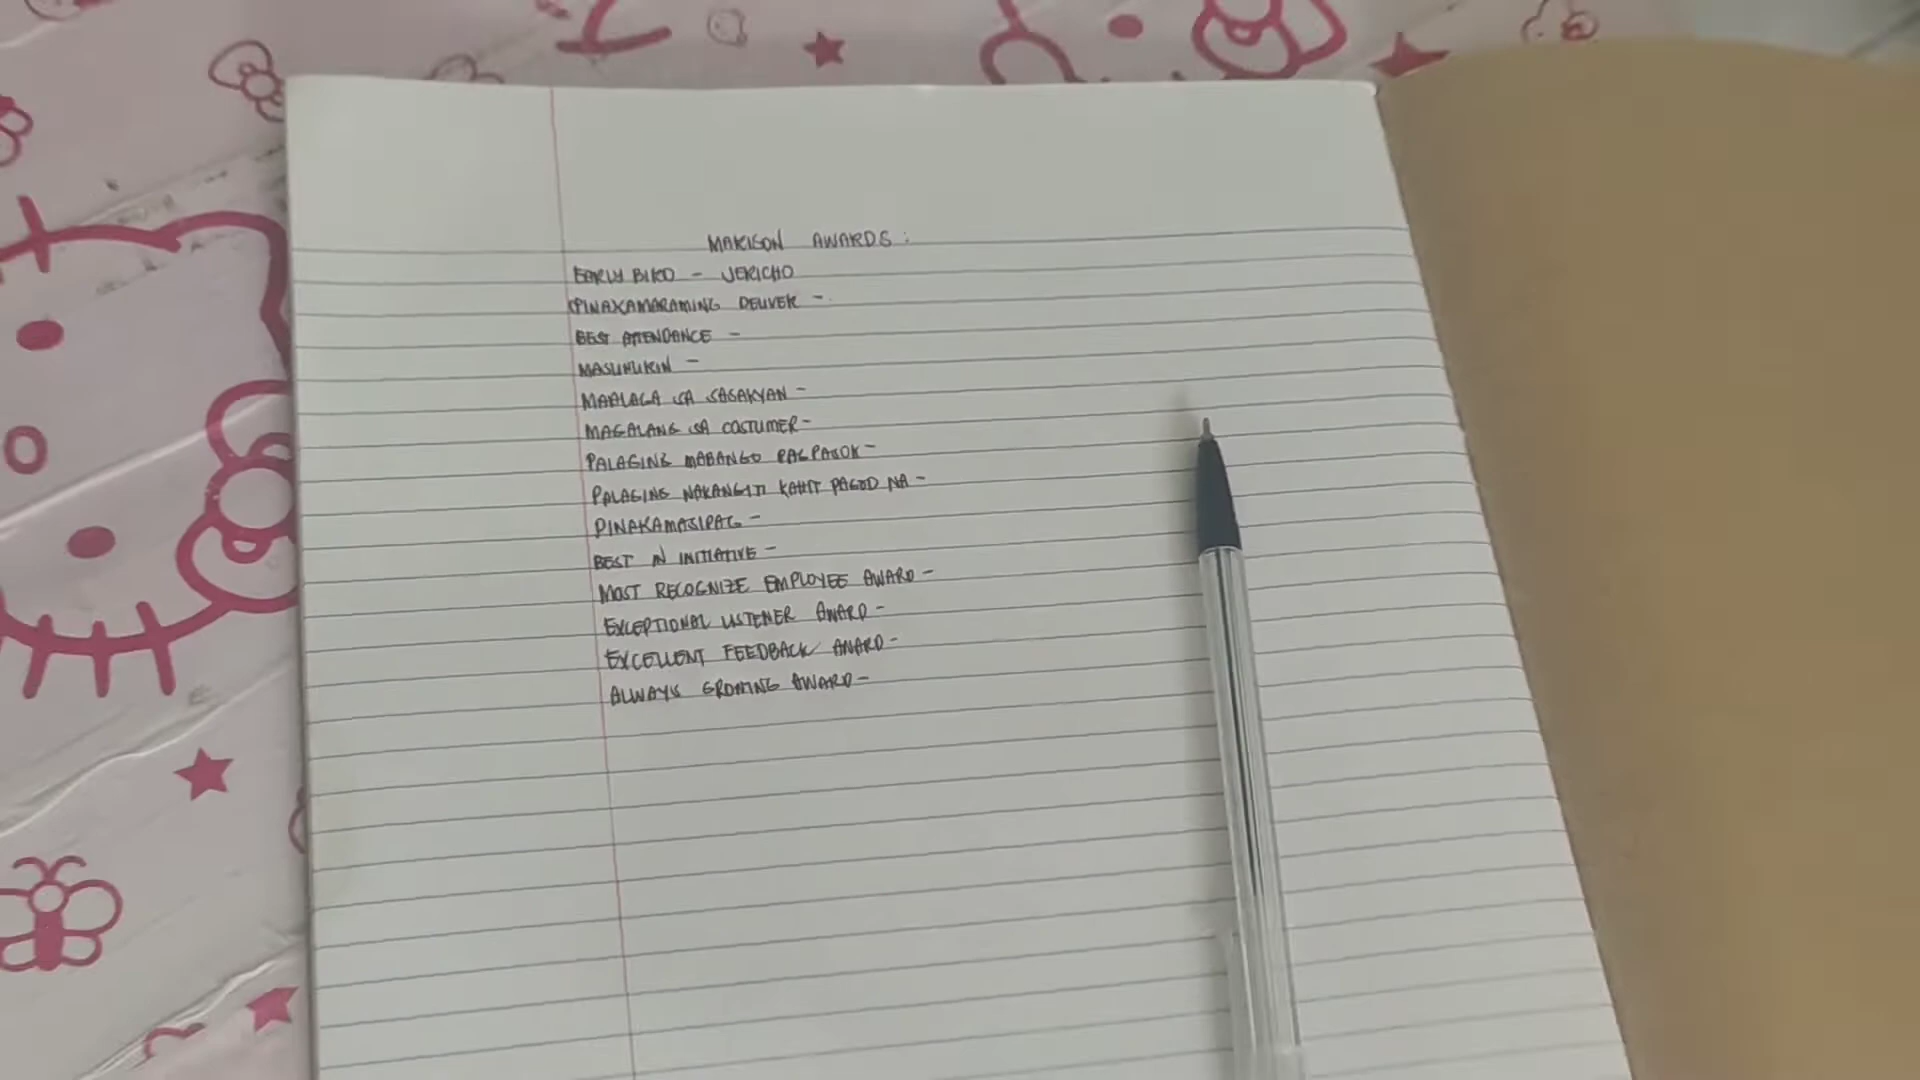 MAKISON AWARDS:
EARLY BIRD - JERICHO
PINAKAMARAMING DELIVER -
BEST ATTENDANCE -
MASUNURIN -
MAALAGA SA SASAKYAN -
MAGALANG SA COSTUMER -
PALAGING MABANGO PAGPASOK -
PALAGING NAKANGITI KAHIT PAGOD NA -
PINAKAMASIPAG -
BEST IN INITIATIVE -
MOST RECOGNIZE EMPLOYEE AWARD -
EXCEPTIONAL LISTENER AWARD -
EXCELLENT FEEDBACK AWARD -
ALWAYS GROWING AWARD -